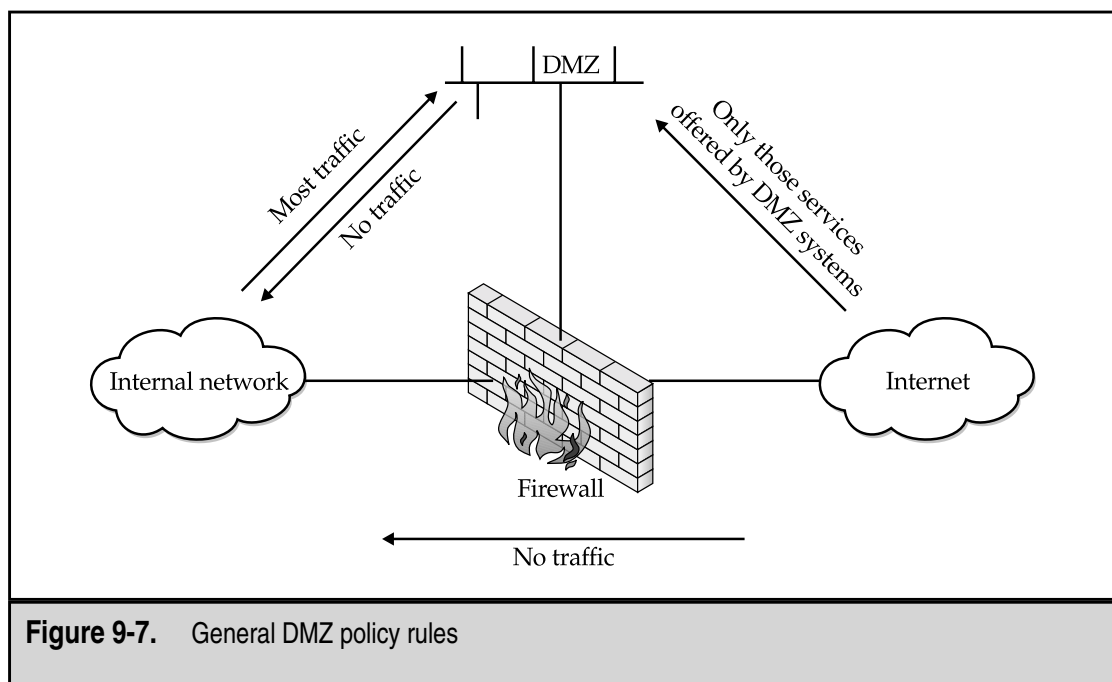 DMZ
Most traffic
No traffic
Only those services
offered by DMZ systems
Internal network
Internet
Firewall
No traffic
Figure 9-7. General DMZ policy rules